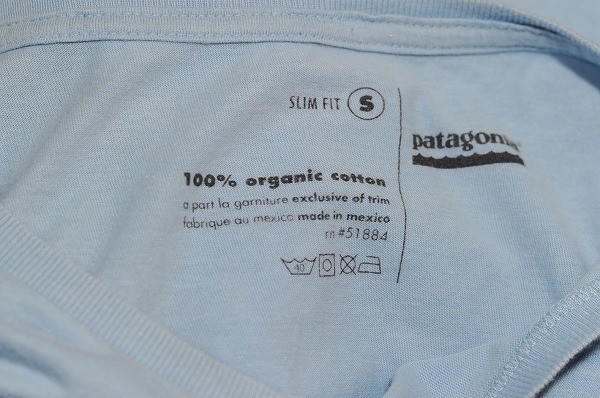 SLIM FIT S
patagonia
100% organic cotton
a part la garniture exclusive of trim
fabrique au mexico made in mexico
rn #51884
40